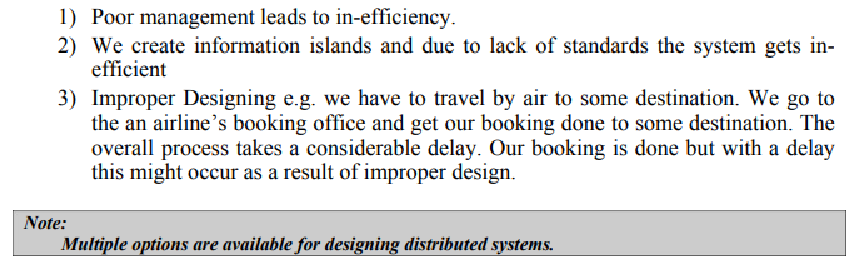 1) Poor management leads to in-efficiency.
2) We create information islands and due to lack of standards the system gets in-
efficient
3) Improper Designing e.g. we have to travel by air to some destination. We go to
the an airline's booking office and get our booking done to some destination. The
overall process takes a considerable delay. Our booking is done but with a delay
this might occur as a result of improper design.
Note:
Multiple options are available for designing distributed systems.